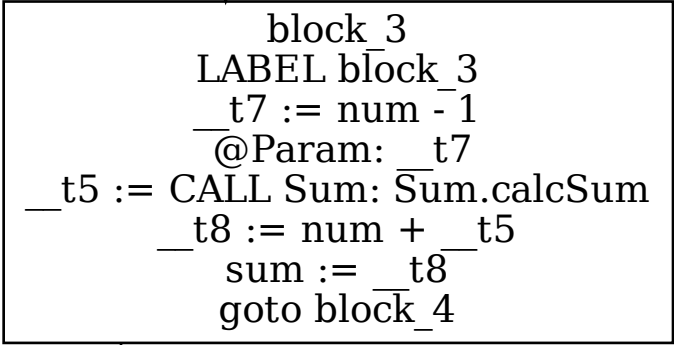 block_3
LABEL block_3
__t7 := num - 1
@Param: __t7
__t5 := CALL Sum: Sum.calcSum
__t8 := num + __t5
sum := __t8
goto block_4